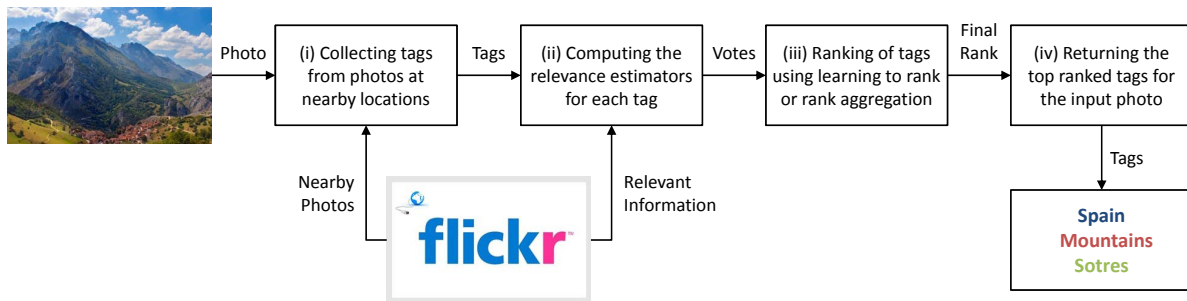 Photo
(i) Collecting tags
from photos at
nearby locations
Tags
(ii) Computing the
relevance estimators
for each tag
Votes
(iii) Ranking of tags
using learning to rank
or rank aggregation
Final
Rank
(iv) Returning the
top ranked tags for
the input photo
Nearby
Photos
flickr™
Relevant
Information
Tags
Spain
Mountains
Sotres